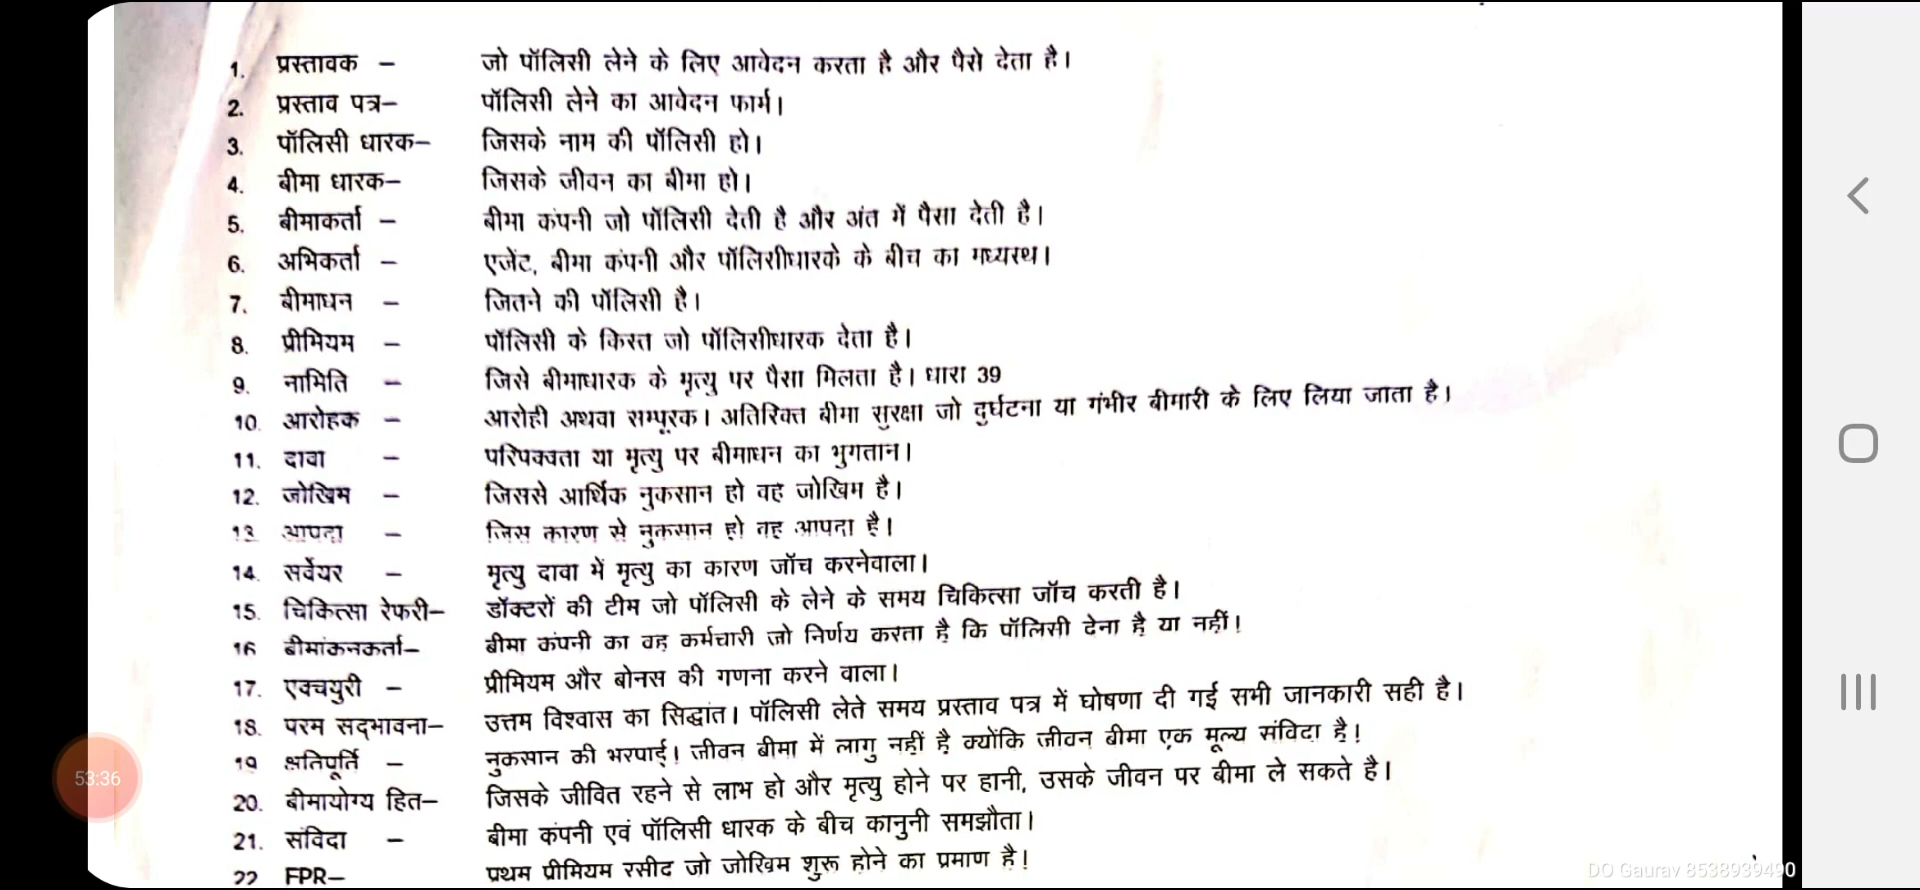 1. प्रस्तावक – जो पॉलिसी लेने के लिए आवेदन करता है और पैसे देता है।
2. प्रस्ताव पत्र– पॉलिसी लेने का आवेदन फार्म।
3. पॉलिसी धारक– जिसके नाम की पॉलिसी हो।
4. बीमा धारक– जिसके जीवन का बीमा हो।
5. बीमाकर्ता – बीमा कंपनी जो पॉलिसी देती है और अंत में पैसा देती है।
6. अभिकर्ता – एजेंट, बीमा कंपनी और पॉलिसीधारके के बीच का मध्यस्थ।
7. बीमाधन – जितने की पॉलिसी है।
8. प्रीमियम – पॉलिसी के किस्त जो पॉलिसीधारक देता है।
9. नामिति – जिसे बीमाधारक के मृत्यु पर पैसा मिलता है। धारा 39
10. आरोहक – आरोही अथवा सम्पूरक। अतिरिक्त बीमा सुरक्षा जो दुर्घटना या गंभीर बीमारी के लिए लिया जाता है।
11. दावा – परिपक्वता या मृत्यु पर बीमाधन का भुगतान।
12. जोखिम – जिससे आर्थिक नुकसान हो वह जोखिम है।
13 आपदा – जिस कारण से नुकसान हो वह आपदा है।
14. सर्वेयर – मृत्यु दावा में मृत्यु का कारण जॉच करनेवाला।
15. चिकित्सा रेफरी– डॉक्टरों की टीम जो पॉलिसी के लेने के समय चिकित्सा जॉच करती है।
16 बीमांकनकर्ता– बीमा कंपनी का वह कर्मचारी जो निर्णय करता है कि पॉलिसी देना है या नहीं!
17. एक्चयुरी – प्रीमियम और बोनस की गणना करने वाला।
18. परम सद्भावना– उत्तम विश्वास का सिद्धांत। पॉलिसी लेते समय प्रस्ताव पत्र में घोषणा दी गई सभी जानकारी सही है।
19 क्षतिपूर्ति – नुकसान की भरपाई! जीवन बीमा में लागु नहीं है क्योंकि जीवन बीमा एक मूल्य संविदा है!
20. बीमायोग्य हित– जिसके जीवित रहने से लाभ हो और मृत्यु होने पर हानी, उसके जीवन पर बीमा ले सकते है।
21. संविदा – बीमा कंपनी एवं पॉलिसी धारक के बीच कानुनी समझौता।
22 FPR– प्रथम प्रीमियम रसीद जो जोखिम शुरू होने का प्रमाण है!
53:36
DO Gaurav 8538939490